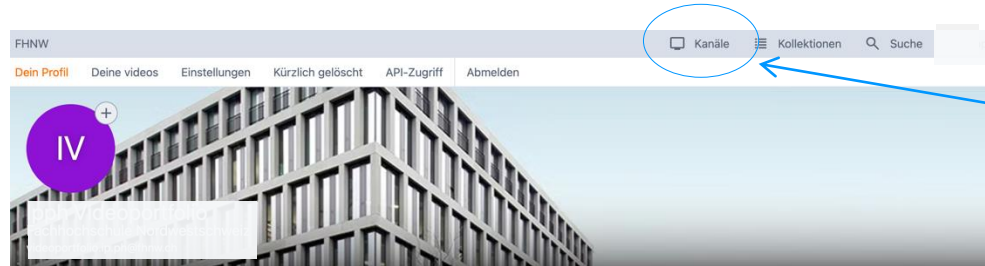 FHNW Kanäle Kollektionen Suche
Dein Profil Deine videos Einstellungen Kürzlich gelöscht API-Zugriff Abmelden
+
IV